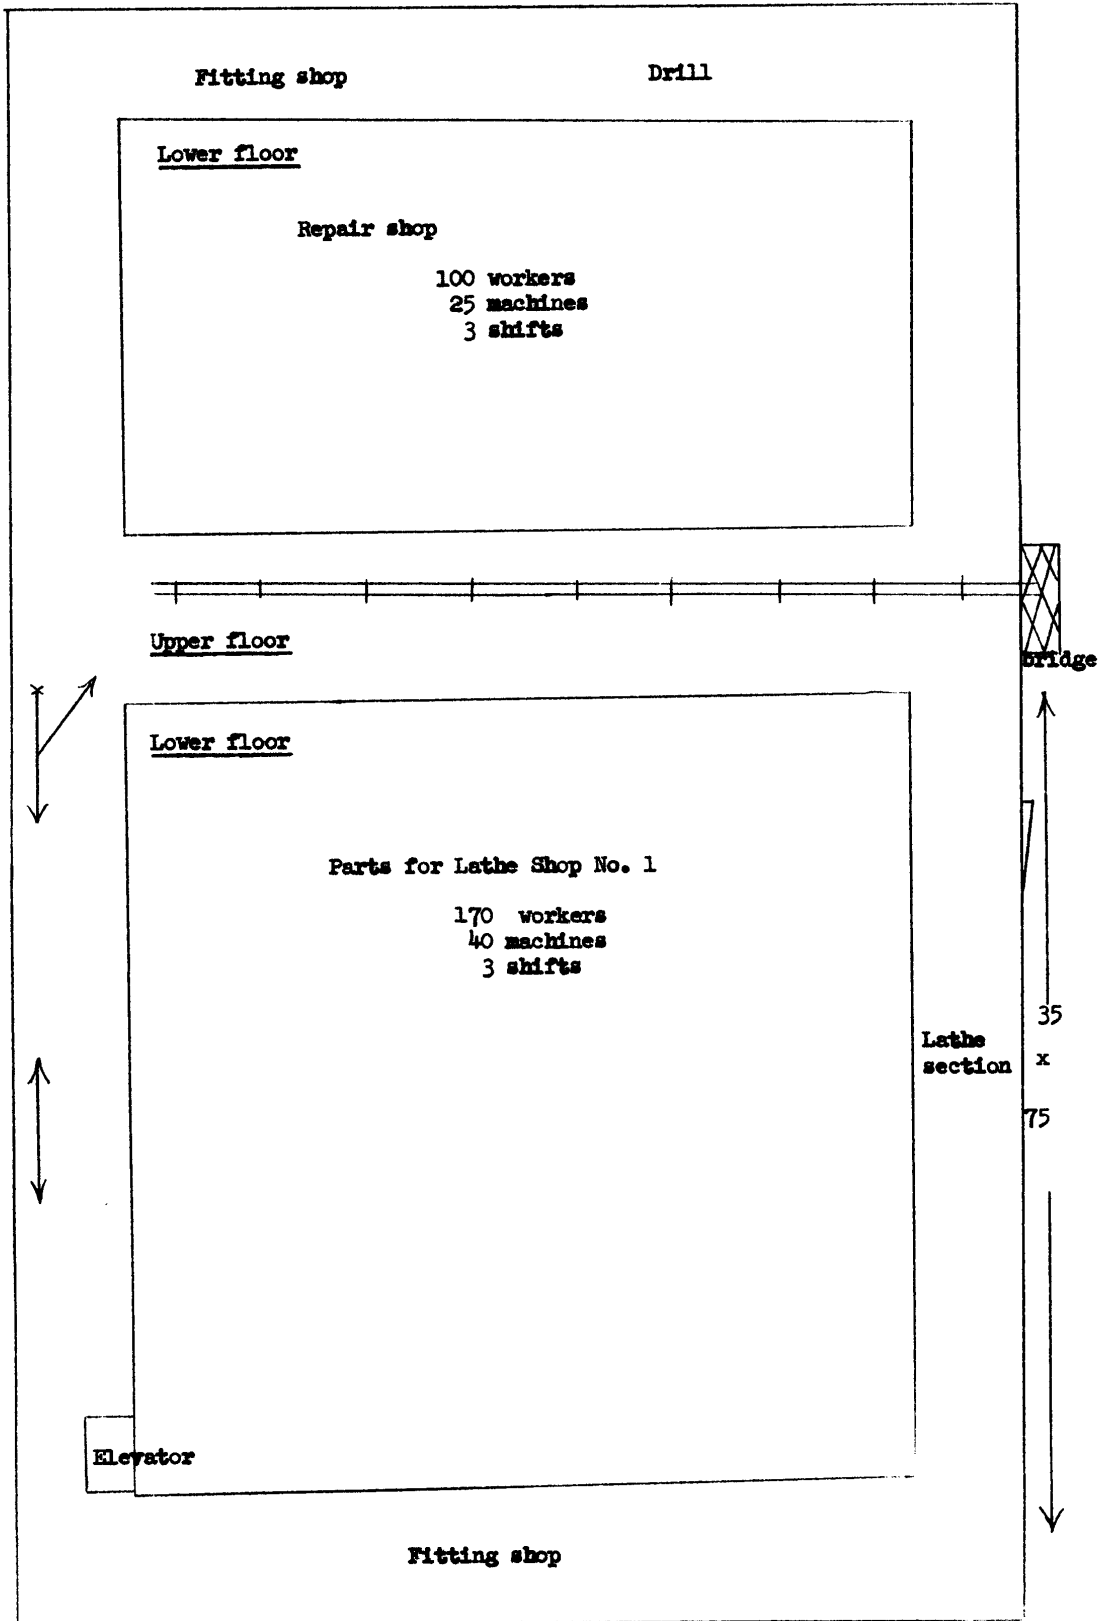 Fitting shop
Drill
Lower floor
Repair shop
100 workers
25 machines
3 shifts
Upper floor
bridge
Lower floor
Parts for Lathe Shop No. 1
170 workers
40 machines
3 shifts
35
Lathe
section
x
75
Elevator
Fitting shop